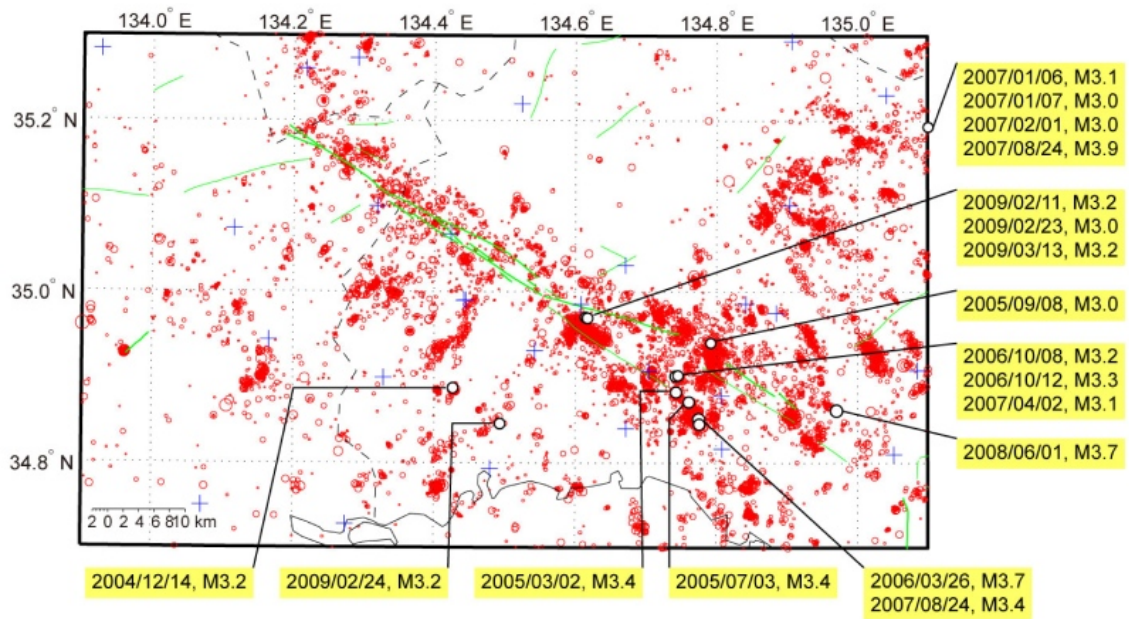 134.0° E 134.2° E 134.4° E 134.6° E 134.8° E 135.0° E
35.2° N
35.0° N
34.8° N
2 0 2 4 6 8 10 km
2007/01/06, M3.1
2007/01/07, M3.0
2007/02/01, M3.0
2007/08/24, M3.9
2009/02/11, M3.2
2009/02/23, M3.0
2009/03/13, M3.2
2005/09/08, M3.0
2006/10/08, M3.2
2006/10/12, M3.3
2007/04/02, M3.1
2008/06/01, M3.7
2004/12/14, M3.2
2009/02/24, M3.2
2005/03/02, M3.4
2005/07/03, M3.4
2006/03/26, M3.7
2007/08/24, M3.4